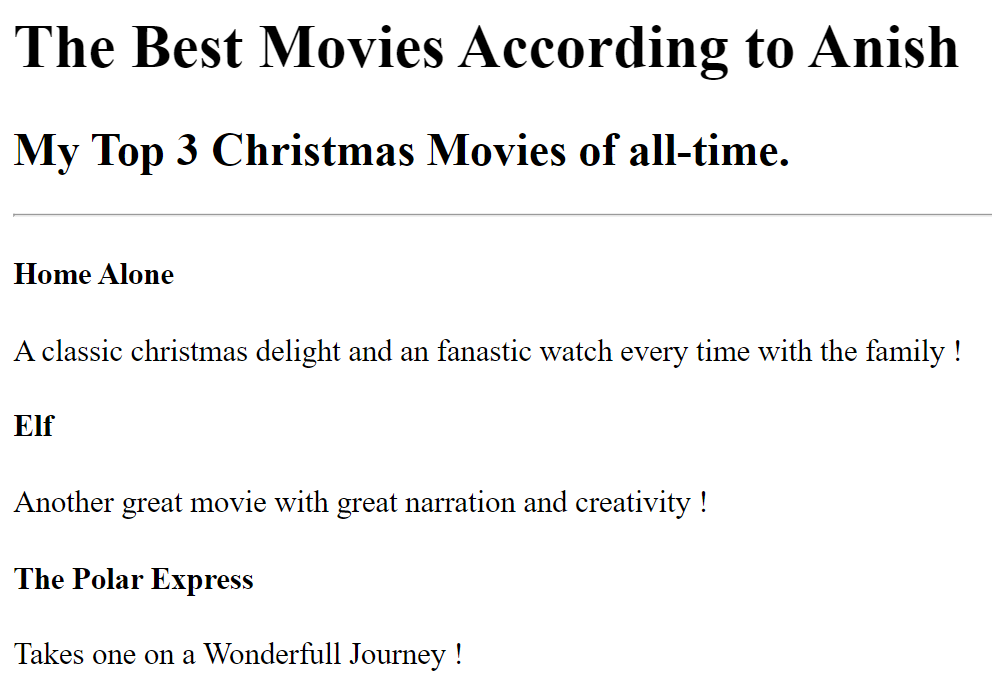 The Best Movies According to Anish
My Top 3 Christmas Movies of all-time.
Home Alone
A classic christmas delight and an fanastic watch every time with the family !
Elf
Another great movie with great narration and creativity !
The Polar Express
Takes one on a Wonderfull Journey !